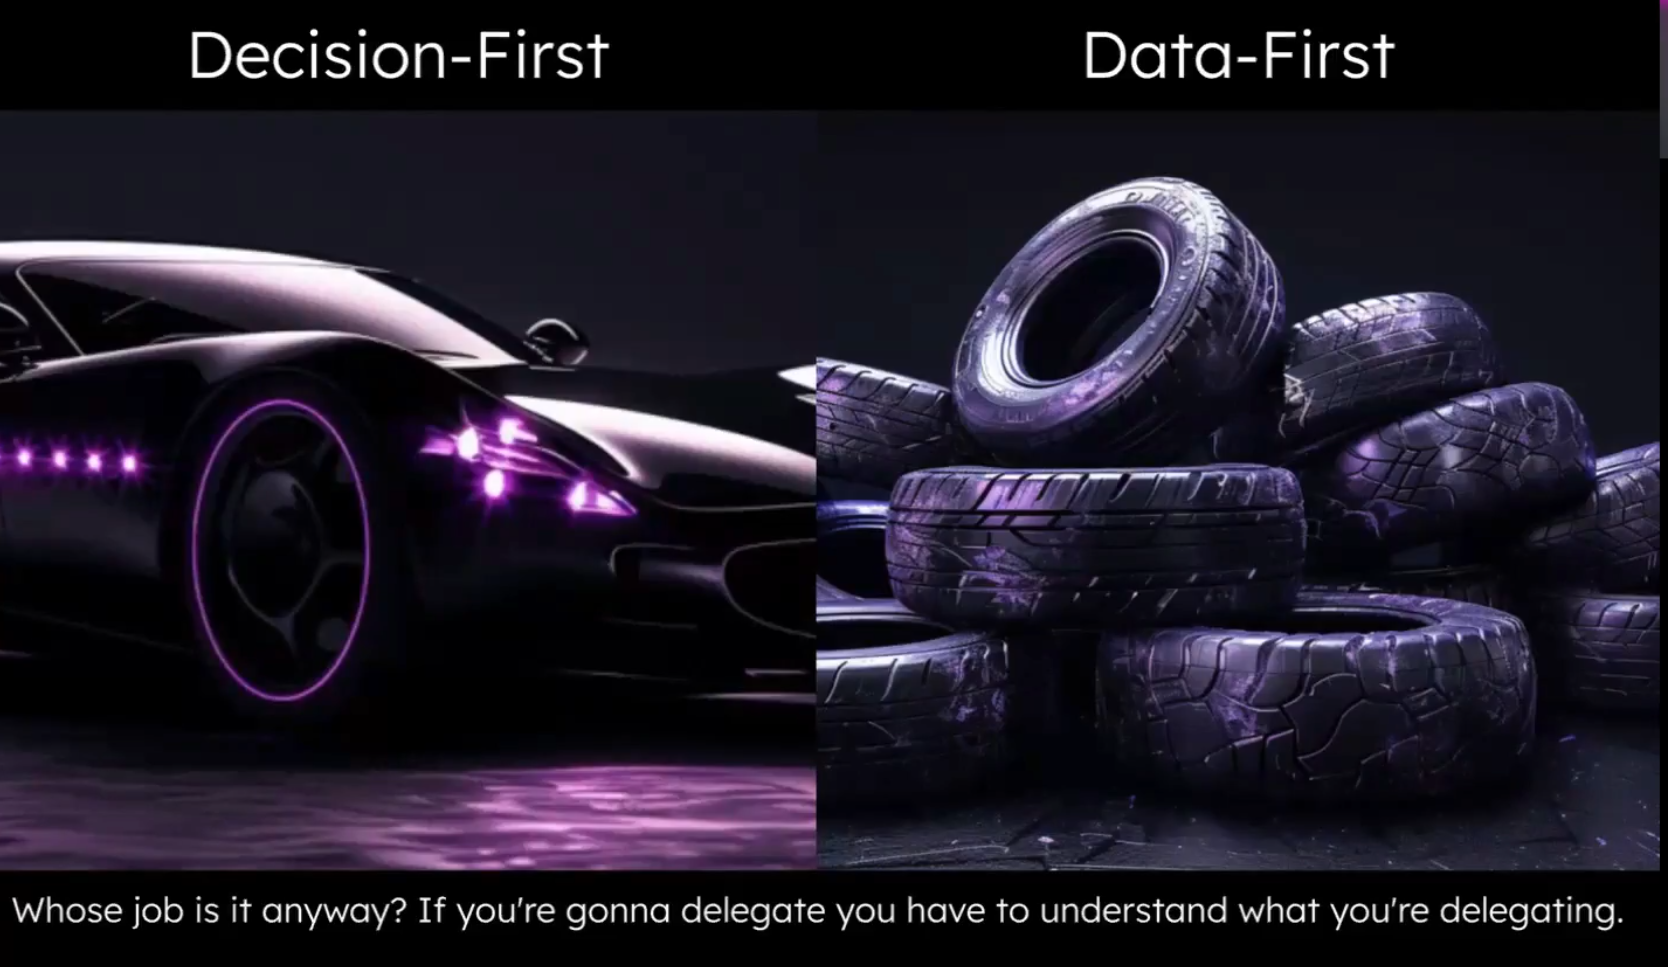 Decision-First
Data-First
Whose job is it anyway? If you're gonna delegate you have to understand what you're delegating.